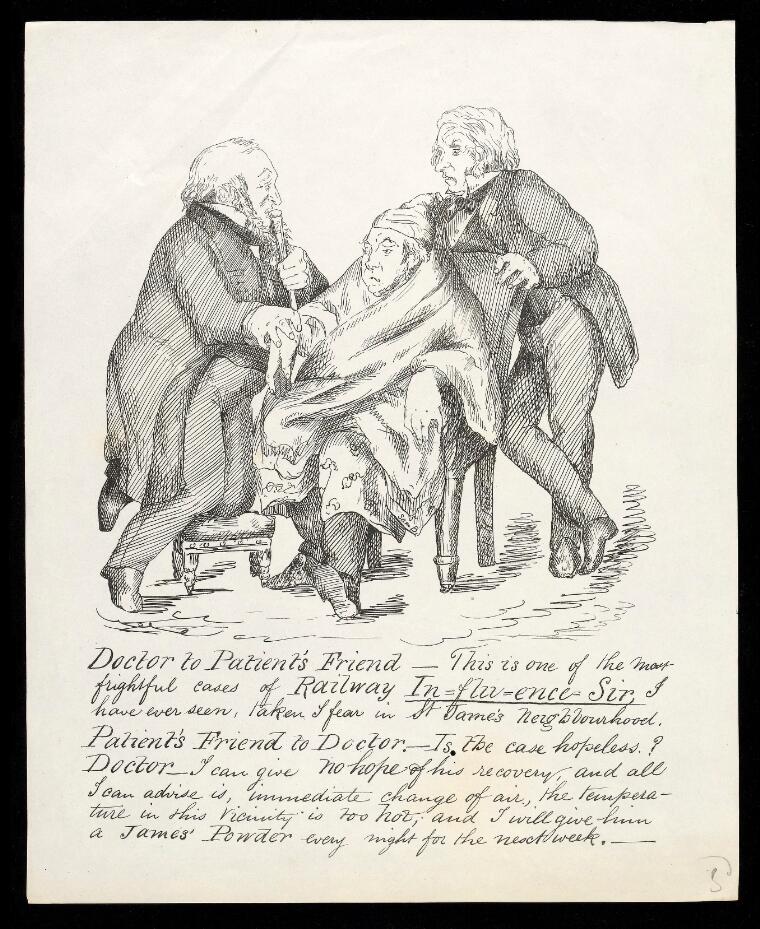 Doctor to Patient's Friend — This is one of the most
frightful cases of Railway In=flu=ence= Sir, I
have ever seen, taken I fear in St James's neighbourhood.
Patient's Friend to Doctor.—Is. the case hopeless.?
Doctor—I can give no hope of his recovery, and all
I can advise is, immediate change of air, the tempera-
ture in this vicinity is too hot, and I will give him
a James' Powder every night for the next week.—